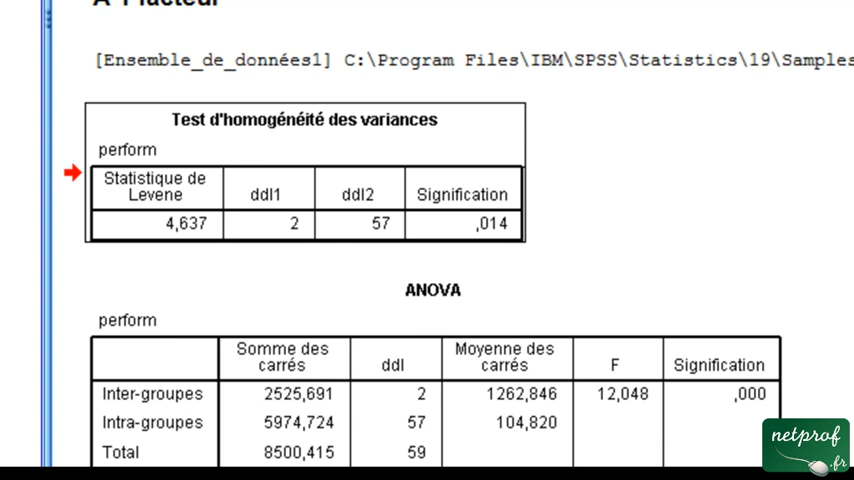 A 1 facteur
[Ensemble_de_données1] C:\Program Files\IBM\SPSS\Statistics\19\Samples
Test d'homogénéité des variances
perform
Statistique de Levene ddl1 ddl2 Signification
4,637 2 57 ,014
ANOVA
perform
Somme des carrés ddl Moyenne des carrés F Signification
Inter-groupes 2525,691 2 1262,846 12,048 ,000
Intra-groupes 5974,724 57 104,820
Total 8500,415 59
netprof
.fr